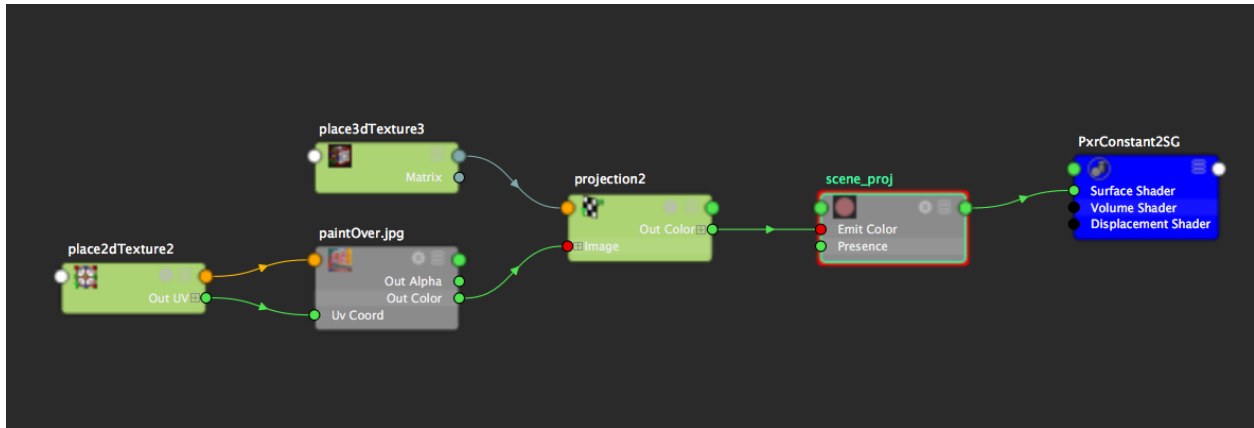 place3dTexture3
Matrix
place2dTexture2
Out UV
paintOver.jpg
Out Alpha
Out Color
Uv Coord
projection2
Out Color
Image
scene_proj
Emit Color
Presence
PxrConstant2SG
Surface Shader
Volume Shader
Displacement Shader